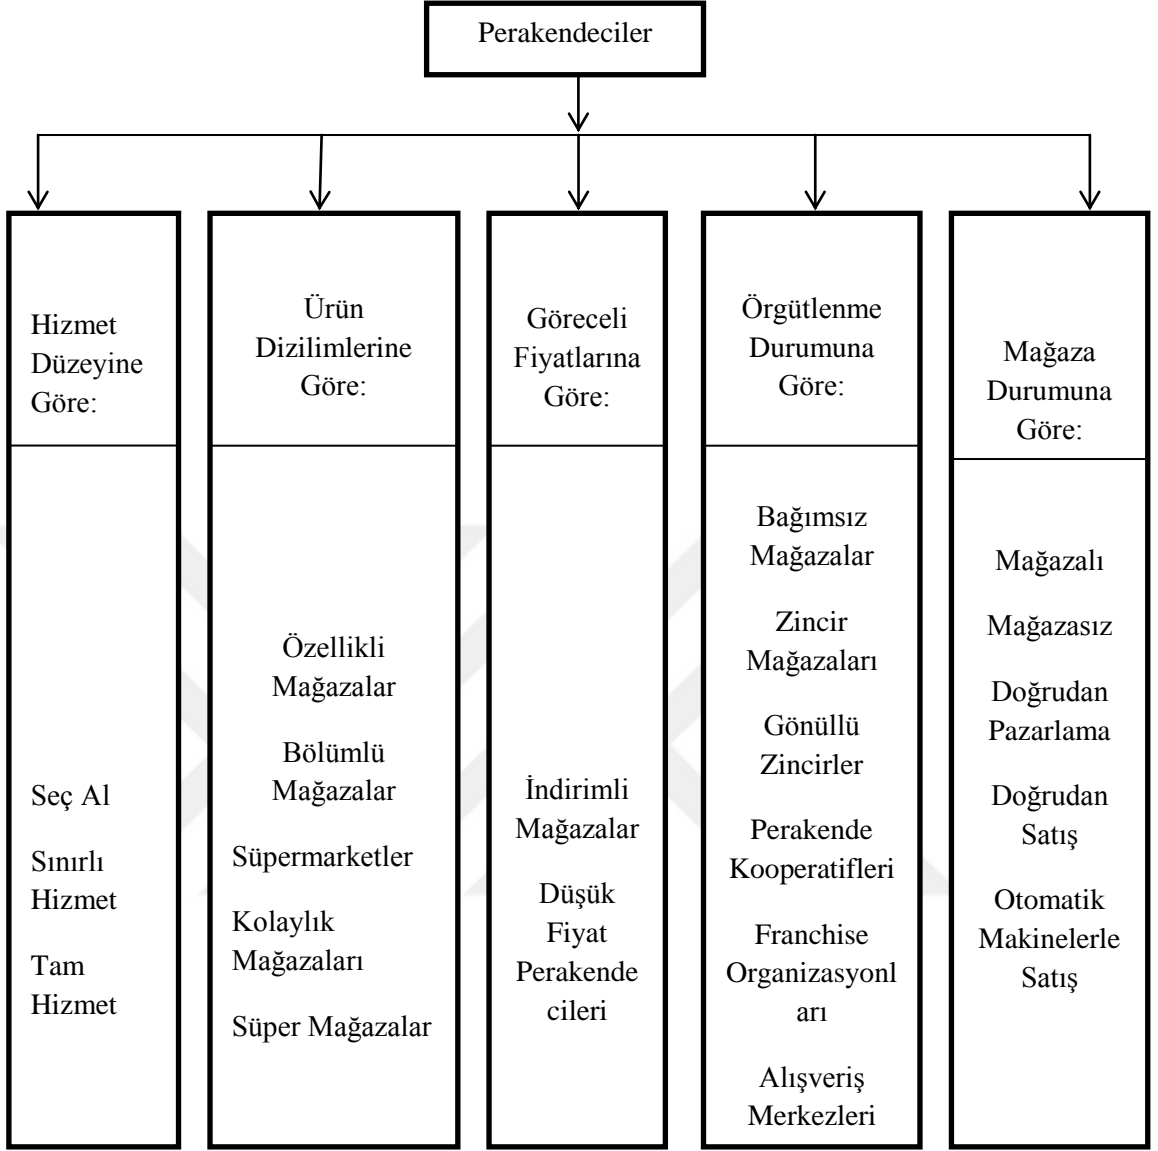 Perakendeciler
Hizmet
Düzeyine
Göre:
Seç Al
Sınırlı
Hizmet
Tam
Hizmet
Ürün
Dizilimlerine
Göre:
Özellikli
Mağazalar
Bölümlü
Mağazalar
Süpermarketler
Kolaylık
Mağazaları
Süper Mağazalar
Göreceli
Fiyatlarına
Göre:
İndirimli
Mağazalar
Düşük
Fiyat
Perakende
cileri
Örgütlenme
Durumuna
Göre:
Bağımsız
Mağazalar
Zincir
Mağazaları
Gönüllü
Zincirler
Perakende
Kooperatifleri
Franchise
Organizasyonl
arı
Alışveriş
Merkezleri
Mağaza
Durumuna
Göre:
Mağazalı
Mağazasız
Doğrudan
Pazarlama
Doğrudan
Satış
Otomatik
Makinelerle
Satış